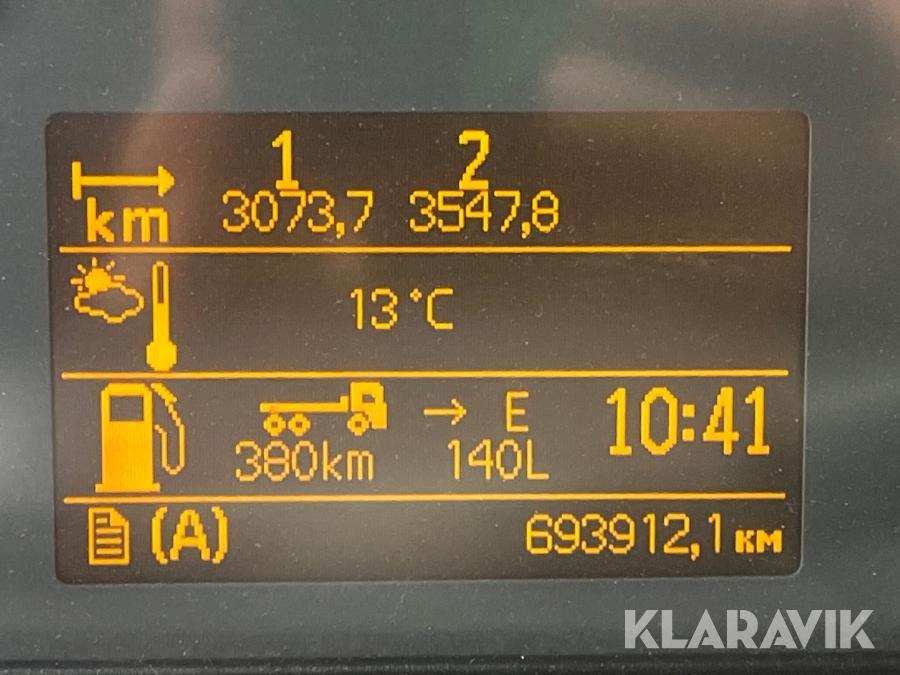 1 2
km 3073,7 3547,8
13°C
→ E 10:41
380km 140L
(A) 693912,1 км
KLARAVIK